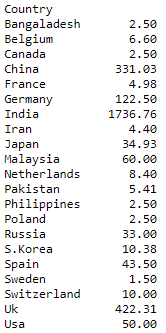 Country
Bangaladesh 2.50
Belgium 6.60
Canada 2.50
China 331.03
France 4.98
Germany 122.50
India 1736.76
Iran 4.40
Japan 34.93
Malaysia 60.00
Netherlands 8.40
Pakistan 5.41
Philippines 2.50
Poland 2.50
Russia 33.00
S.Korea 10.38
Spain 43.50
Sweden 1.50
Switzerland 10.00
Uk 422.31
Usa 50.00